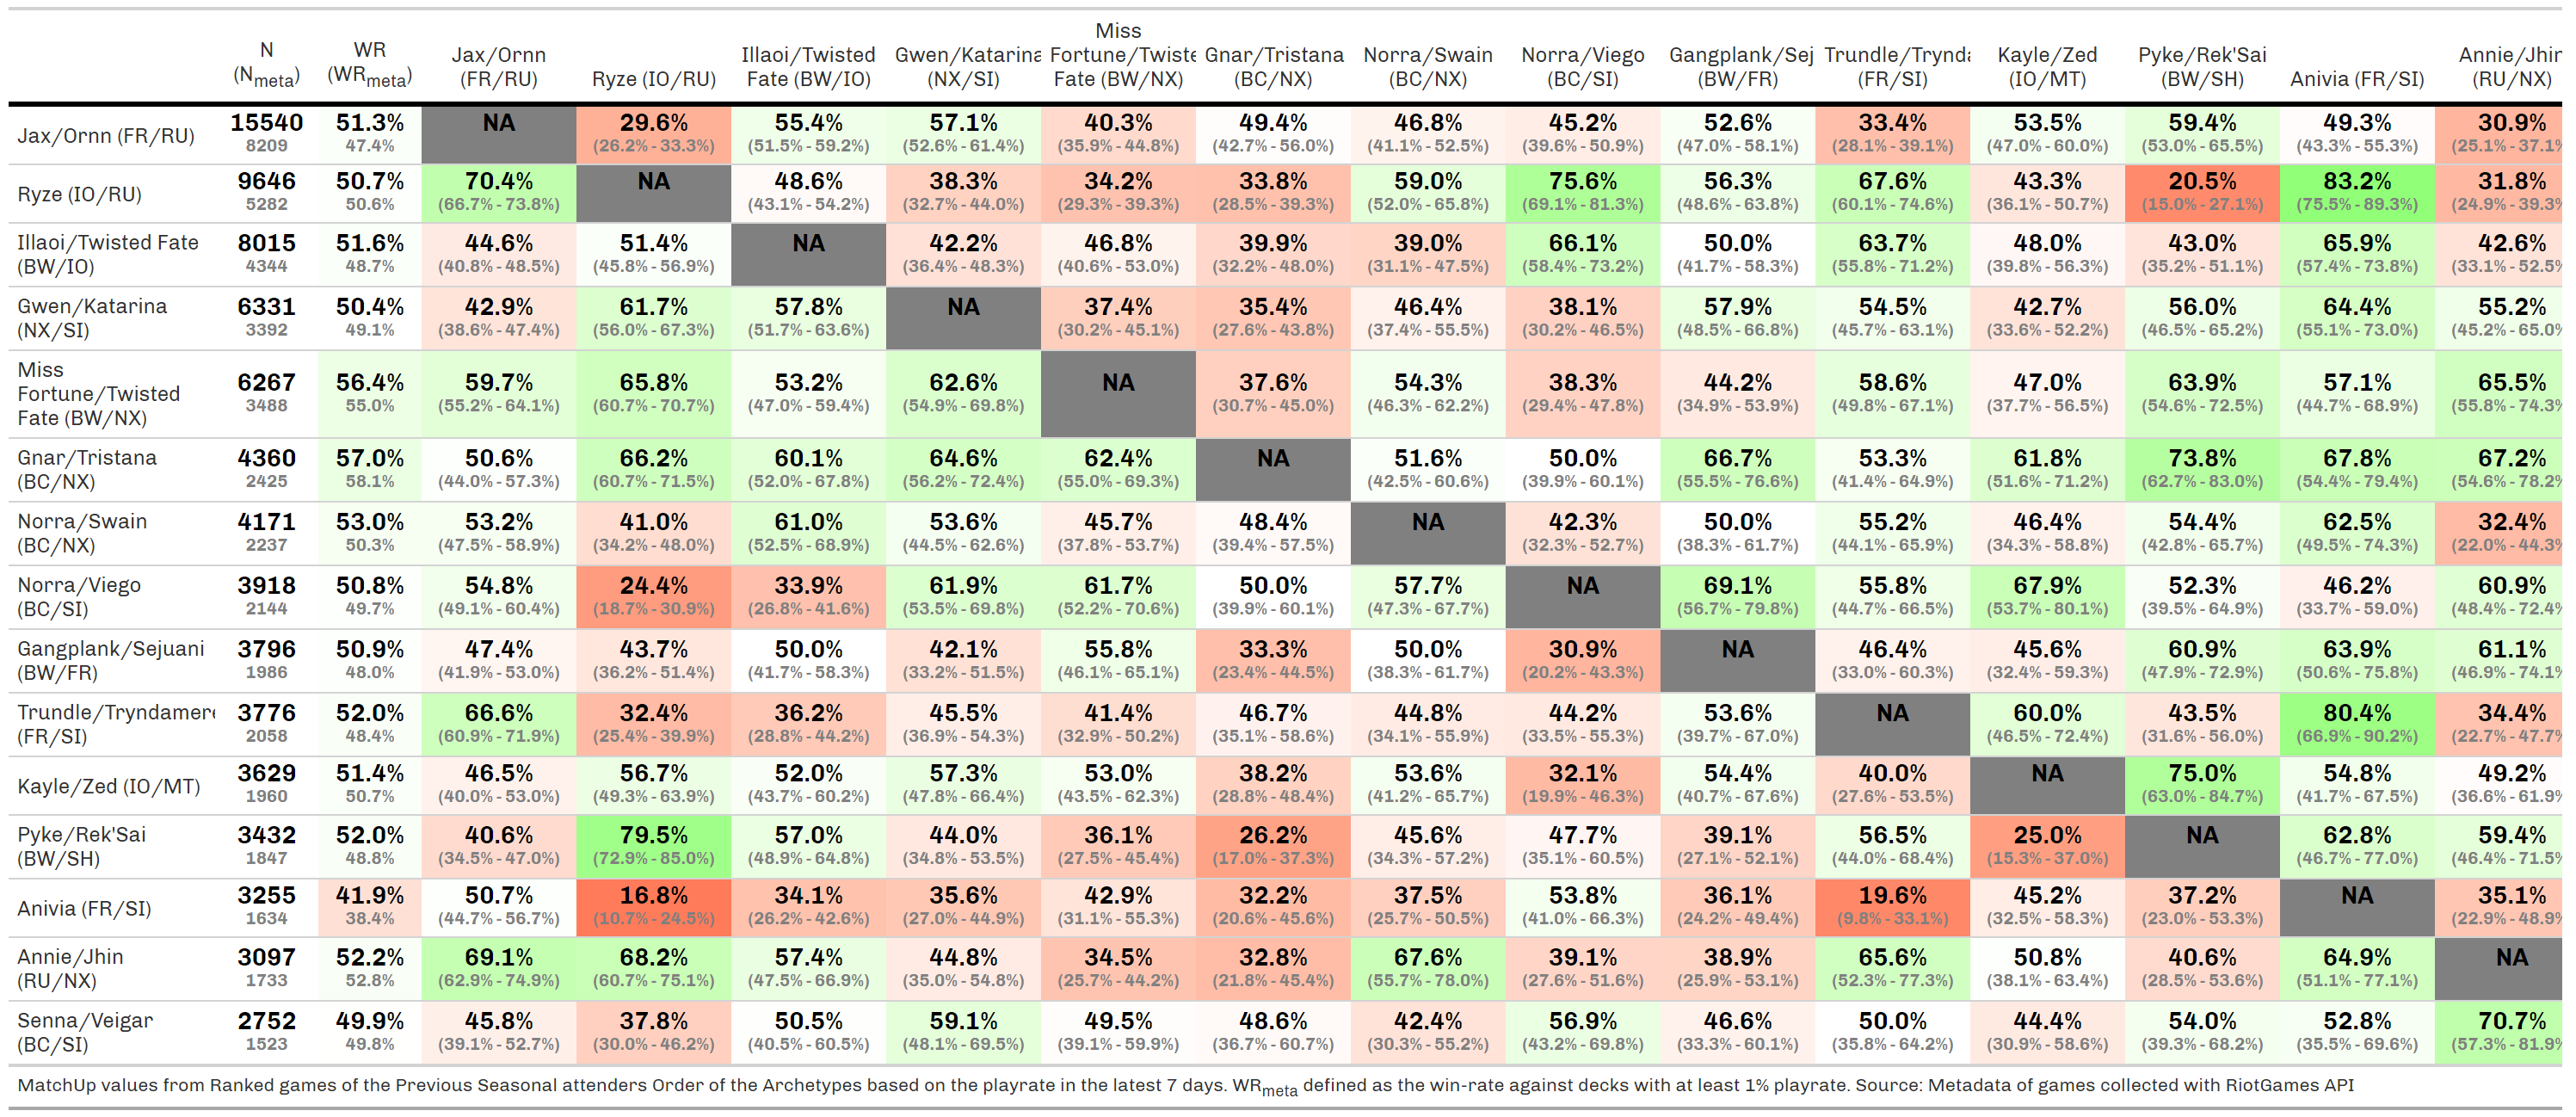 Miss
N WR Jax/Ornn Illaoi/Twisted Gwen/Katarina Fortune/Twiste Gnar/Tristana Norra/Swain Norra/Viego Gangplank/Sej Trundle/Trynda Kayle/Zed Pyke/Rek'Sai Annie/Jhin
(Nmeta) (WRmeta) (FR/RU) Ryze (IO/RU) Fate (BW/IO) (NX/SI) Fate (BW/NX) (BC/NX) (BC/NX) (BC/SI) (BW/FR) (FR/SI) (IO/MT) (BW/SH) Anivia (FR/SI) (RU/NX)
Jax/Ornn (FR/RU) 15540 51.3% NA 29.6% 55.4% 57.1% 40.3% 49.4% 46.8% 45.2% 52.6% 33.4% 53.5% 59.4% 49.3% 30.9%
8209 47.4% (26.2% - 33.3%) (51.5% - 59.2%) (52.6% - 61.4%) (35.9% - 44.8%) (42.7% - 56.0%) (41.1% - 52.5%) (39.6% - 50.9%) (47.0% - 58.1%) (28.1% - 39.1%) (47.0% - 60.0%) (53.0% - 65.5%) (43.3% - 55.3%) (25.1% - 37.1%
Ryze (IO/RU) 9646 50.7% 70.4% NA 48.6% 38.3% 34.2% 33.8% 59.0% 75.6% 56.3% 67.6% 43.3% 20.5% 83.2% 31.8%
5282 50.6% (66.7% - 73.8%) (43.1% - 54.2%) (32.7% - 44.0%) (29.3% - 39.3%) (28.5% - 39.3%) (52.0% - 65.8%) (69.1% - 81.3%) (48.6% - 63.8%) (60.1% - 74.6%) (36.1% - 50.7%) (15.0% - 27.1%) (75.5% - 89.3%) (24.9% - 39.3%
Illaoi/Twisted Fate 8015 51.6% 44.6% 51.4% NA 42.2% 46.8% 39.9% 39.0% 66.1% 50.0% 63.7% 48.0% 43.0% 65.9% 42.6%
(BW/IO) 4344 48.7% (40.8% - 48.5%) (45.8% - 56.9%) (36.4% - 48.3%) (40.6% - 53.0%) (32.2% - 48.0%) (31.1% - 47.5%) (58.4% - 73.2%) (41.7% - 58.3%) (55.8% - 71.2%) (39.8% - 56.3%) (35.2% - 51.1%) (57.4% - 73.8%) (33.1% - 52.5%
Gwen/Katarina 6331 50.4% 42.9% 61.7% 57.8% NA 37.4% 35.4% 46.4% 38.1% 57.9% 54.5% 42.7% 56.0% 64.4% 55.2%
(NX/SI) 3392 49.1% (38.6% - 47.4%) (56.0% - 67.3%) (51.7% - 63.6%) (30.2% - 45.1%) (27.6% - 43.8%) (37.4% - 55.5%) (30.2% - 46.5%) (48.5% - 66.8%) (45.7% - 63.1%) (33.6% - 52.2%) (46.5% - 65.2%) (55.1% - 73.0%) (45.2% - 65.0%
Miss
Fortune/Twisted 6267 56.4% 59.7% 65.8% 53.2% 62.6% NA 37.6% 54.3% 38.3% 44.2% 58.6% 47.0% 63.9% 57.1% 65.5%
Fate (BW/NX) 3488 55.0% (55.2% - 64.1%) (60.7% - 70.7%) (47.0% - 59.4%) (54.9% - 69.8%) (30.7% - 45.0%) (46.3% - 62.2%) (29.4% - 47.8%) (34.9% - 53.9%) (49.8% - 67.1%) (37.7% - 56.5%) (54.6% - 72.5%) (44.7% - 68.9%) (55.8% - 74.3%
Gnar/Tristana 4360 57.0% 50.6% 66.2% 60.1% 64.6% 62.4% NA 51.6% 50.0% 66.7% 53.3% 61.8% 73.8% 67.8% 67.2%
(BC/NX) 2425 58.1% (44.0% - 57.3%) (60.7% - 71.5%) (52.0% - 67.8%) (56.2% - 72.4%) (55.0% - 69.3%) (42.5% - 60.6%) (39.9% - 60.1%) (55.5% - 76.6%) (41.4% - 64.9%) (51.6% - 71.2%) (62.7% - 83.0%) (54.4% - 79.4%) (54.6% - 78.2%
Norra/Swain 4171 53.0% 53.2% 41.0% 61.0% 53.6% 45.7% 48.4% NA 42.3% 50.0% 55.2% 46.4% 54.4% 62.5% 32.4%
(BC/NX) 2237 50.3% (47.5% - 58.9%) (34.2% - 48.0%) (52.5% - 68.9%) (44.5% - 62.6%) (37.8% - 53.7%) (39.4% - 57.5%) (32.3% - 52.7%) (38.3% - 61.7%) (44.1% - 65.9%) (34.3% - 58.8%) (42.8% - 65.7%) (49.5% - 74.3%) (22.0% - 44.3%
Norra/Viego 3918 50.8% 54.8% 24.4% 33.9% 61.9% 61.7% 50.0% 57.7% NA 69.1% 55.8% 67.9% 52.3% 46.2% 60.9%
(BC/SI) 2144 49.7% (49.1% - 60.4%) (18.7% - 30.9%) (26.8% - 41.6%) (53.5% - 69.8%) (52.2% - 70.6%) (39.9% - 60.1%) (47.3% - 67.7%) (56.7% - 79.8%) (44.7% - 66.5%) (53.7% - 80.1%) (39.5% - 64.9%) (33.7% - 59.0%) (48.4% - 72.4%
Gangplank/Sejuani 3796 50.9% 47.4% 43.7% 50.0% 42.1% 55.8% 33.3% 50.0% 30.9% NA 46.4% 45.6% 60.9% 63.9% 61.1%
(BW/FR) 1986 48.0% (41.9% - 53.0%) (36.2% - 51.4%) (41.7% - 58.3%) (33.2% - 51.5%) (46.1% - 65.1%) (23.4% - 44.5%) (38.3% - 61.7%) (20.2% - 43.3%) (33.0% - 60.3%) (32.4% - 59.3%) (47.9% - 72.9%) (50.6% - 75.8%) (46.9% - 74.1%
Trundle/Tryndamere 3776 52.0% 66.6% 32.4% 36.2% 45.5% 41.4% 46.7% 44.8% 44.2% 53.6% NA 60.0% 43.5% 80.4% 34.4%
(FR/SI) 2058 48.4% (60.9% - 71.9%) (25.4% - 39.9%) (28.8% - 44.2%) (36.9% - 54.3%) (32.9% - 50.2%) (35.1% - 58.6%) (34.1% - 55.9%) (33.5% - 55.3%) (39.7% - 67.0%) (46.5% - 72.4%) (31.6% - 56.0%) (66.9% - 90.2%) (22.7% - 47.7%
Kayle/Zed (IO/MT) 3629 51.4% 46.5% 56.7% 52.0% 57.3% 53.0% 38.2% 53.6% 32.1% 54.4% 40.0% NA 75.0% 54.8% 49.2%
1960 50.7% (40.0% - 53.0%) (49.3% - 63.9%) (43.7% - 60.2%) (47.8% - 66.4%) (43.5% - 62.3%) (28.8% - 48.4%) (41.2% - 65.7%) (19.9% - 46.3%) (40.7% - 67.6%) (27.6% - 53.5%) (63.0% - 84.7%) (41.7% - 67.5%) (36.6% - 61.9%
Pyke/Rek'Sai 3432 52.0% 40.6% 79.5% 57.0% 44.0% 36.1% 26.2% 45.6% 47.7% 39.1% 56.5% 25.0% NA 62.8% 59.4%
(BW/SH) 1847 48.8% (34.5% - 47.0%) (72.9% - 85.0%) (48.9% - 64.8%) (34.8% - 53.5%) (27.5% - 45.4%) (17.0% - 37.3%) (34.3% - 57.2%) (35.1% - 60.5%) (27.1% - 52.1%) (44.0% - 68.4%) (15.3% - 37.0%) (46.7% - 77.0%) (46.4% - 71.5%
Anivia (FR/SI) 3255 41.9% 50.7% 16.8% 34.1% 35.6% 42.9% 32.2% 37.5% 53.8% 36.1% 19.6% 45.2% 37.2% NA 35.1%
1634 38.4% (44.7% - 56.7%) (10.7% - 24.5%) (26.2% - 42.6%) (27.0% - 44.9%) (31.1% - 55.3%) (20.6% - 45.6%) (25.7% - 50.5%) (41.0% - 66.3%) (24.2% - 49.4%) (9.8% - 33.1%) (32.5% - 58.3%) (23.0% - 53.3%) (22.9% - 48.9%
Annie/Jhin 3097 52.2% 69.1% 68.2% 57.4% 44.8% 34.5% 32.8% 67.6% 39.1% 38.9% 65.6% 50.8% 40.6% 64.9% NA
(RU/NX) 1733 52.8% (62.9% - 74.9%) (60.7% - 75.1%) (47.5% - 66.9%) (35.0% - 54.8%) (25.7% - 44.2%) (21.8% - 45.4%) (55.7% - 78.0%) (27.6% - 51.6%) (25.9% - 53.1%) (52.3% - 77.3%) (38.1% - 63.4%) (28.5% - 53.6%) (51.1% - 77.1%)
Senna/Veigar 2752 49.9% 45.8% 37.8% 50.5% 59.1% 49.5% 48.6% 42.4% 56.9% 46.6% 50.0% 44.4% 54.0% 52.8% 70.7%
(BC/SI) 1523 49.8% (39.1% - 52.7%) (30.0% - 46.2%) (40.5% - 60.5%) (48.1% - 69.5%) (39.1% - 59.9%) (36.7% - 60.7%) (30.3% - 55.2%) (43.2% - 69.8%) (33.3% - 60.1%) (35.8% - 64.2%) (30.9% - 58.6%) (39.3% - 68.2%) (35.5% - 69.6%) (57.3% - 81.9%
MatchUp values from Ranked games of the Previous Seasonal attenders Order of the Archetypes based on the playrate in the latest 7 days. WRmeta defined as the win-rate against decks with at least 1% playrate. Source: Metadata of games collected with RiotGames API